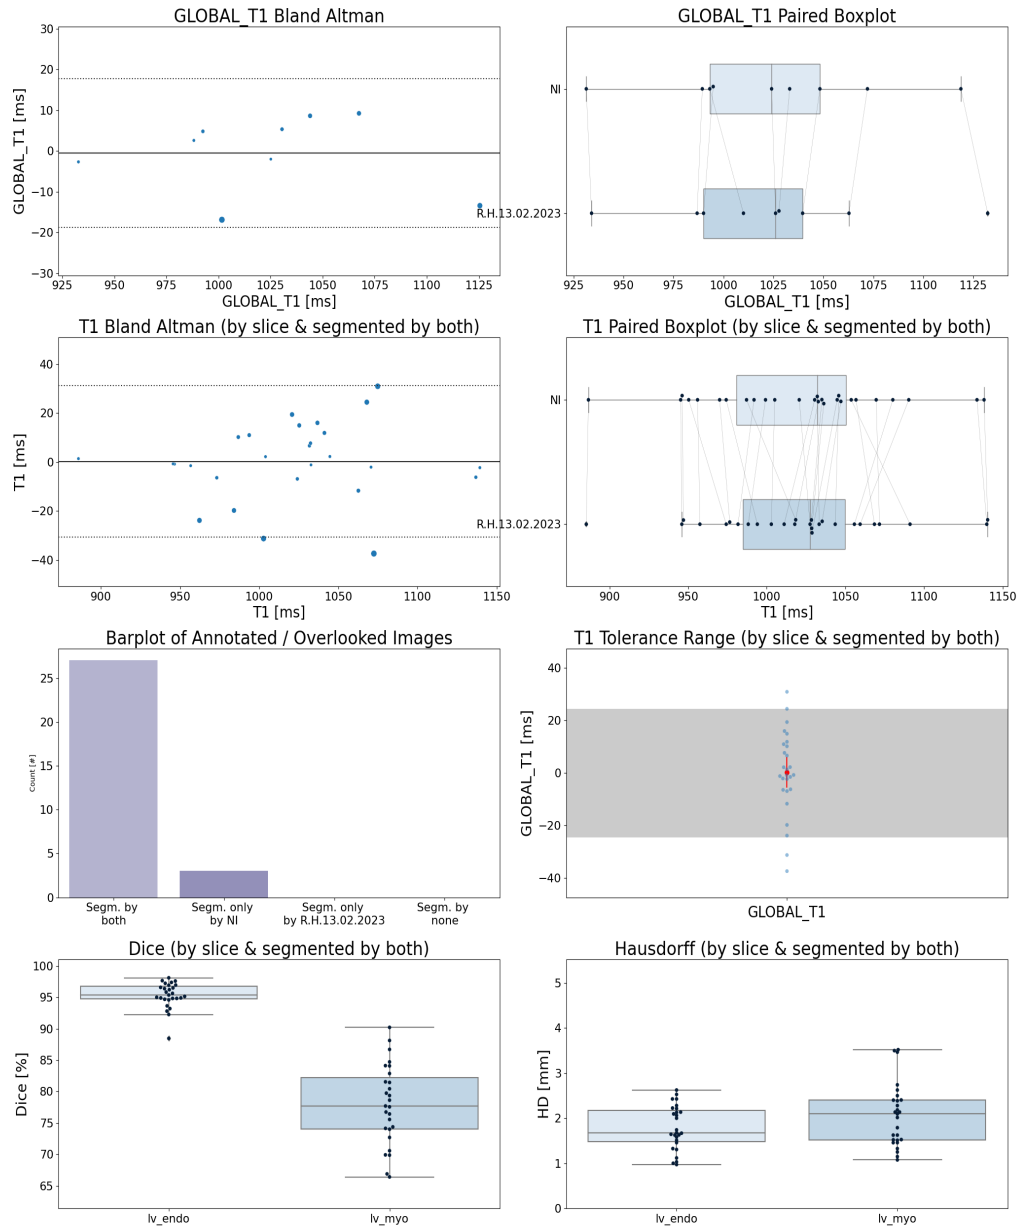 GLOBAL_T1 Bland Altman
GLOBAL_T1 [ms]
30
20
10
0
−10
−20
−30
925 950 975 1000 1025 1050 1075 1100 1125
GLOBAL_T1 [ms]
GLOBAL_T1 Paired Boxplot
NI
R.H.13.02.2023
925 950 975 1000 1025 1050 1075 1100 1125
GLOBAL_T1 [ms]
T1 Bland Altman (by slice & segmented by both)
T1 [ms]
40
20
0
−20
−40
900 950 1000 1050 1100 1150
T1 [ms]
T1 Paired Boxplot (by slice & segmented by both)
NI
R.H.13.02.2023
900 950 1000 1050 1100 1150
T1 [ms]
Barplot of Annotated / Overlooked Images
Count [#]
25
20
15
10
5
0
Segm. by both
Segm. only by NI
Segm. only by R.H.13.02.2023
Segm. by none
T1 Tolerance Range (by slice & segmented by both)
GLOBAL_T1 [ms]
40
20
0
−20
−40
GLOBAL_T1
Dice (by slice & segmented by both)
Dice [%]
100
95
90
85
80
75
70
65
lv_endo lv_myo
Hausdorff (by slice & segmented by both)
HD [mm]
5
4
3
2
1
0
lv_endo lv_myo